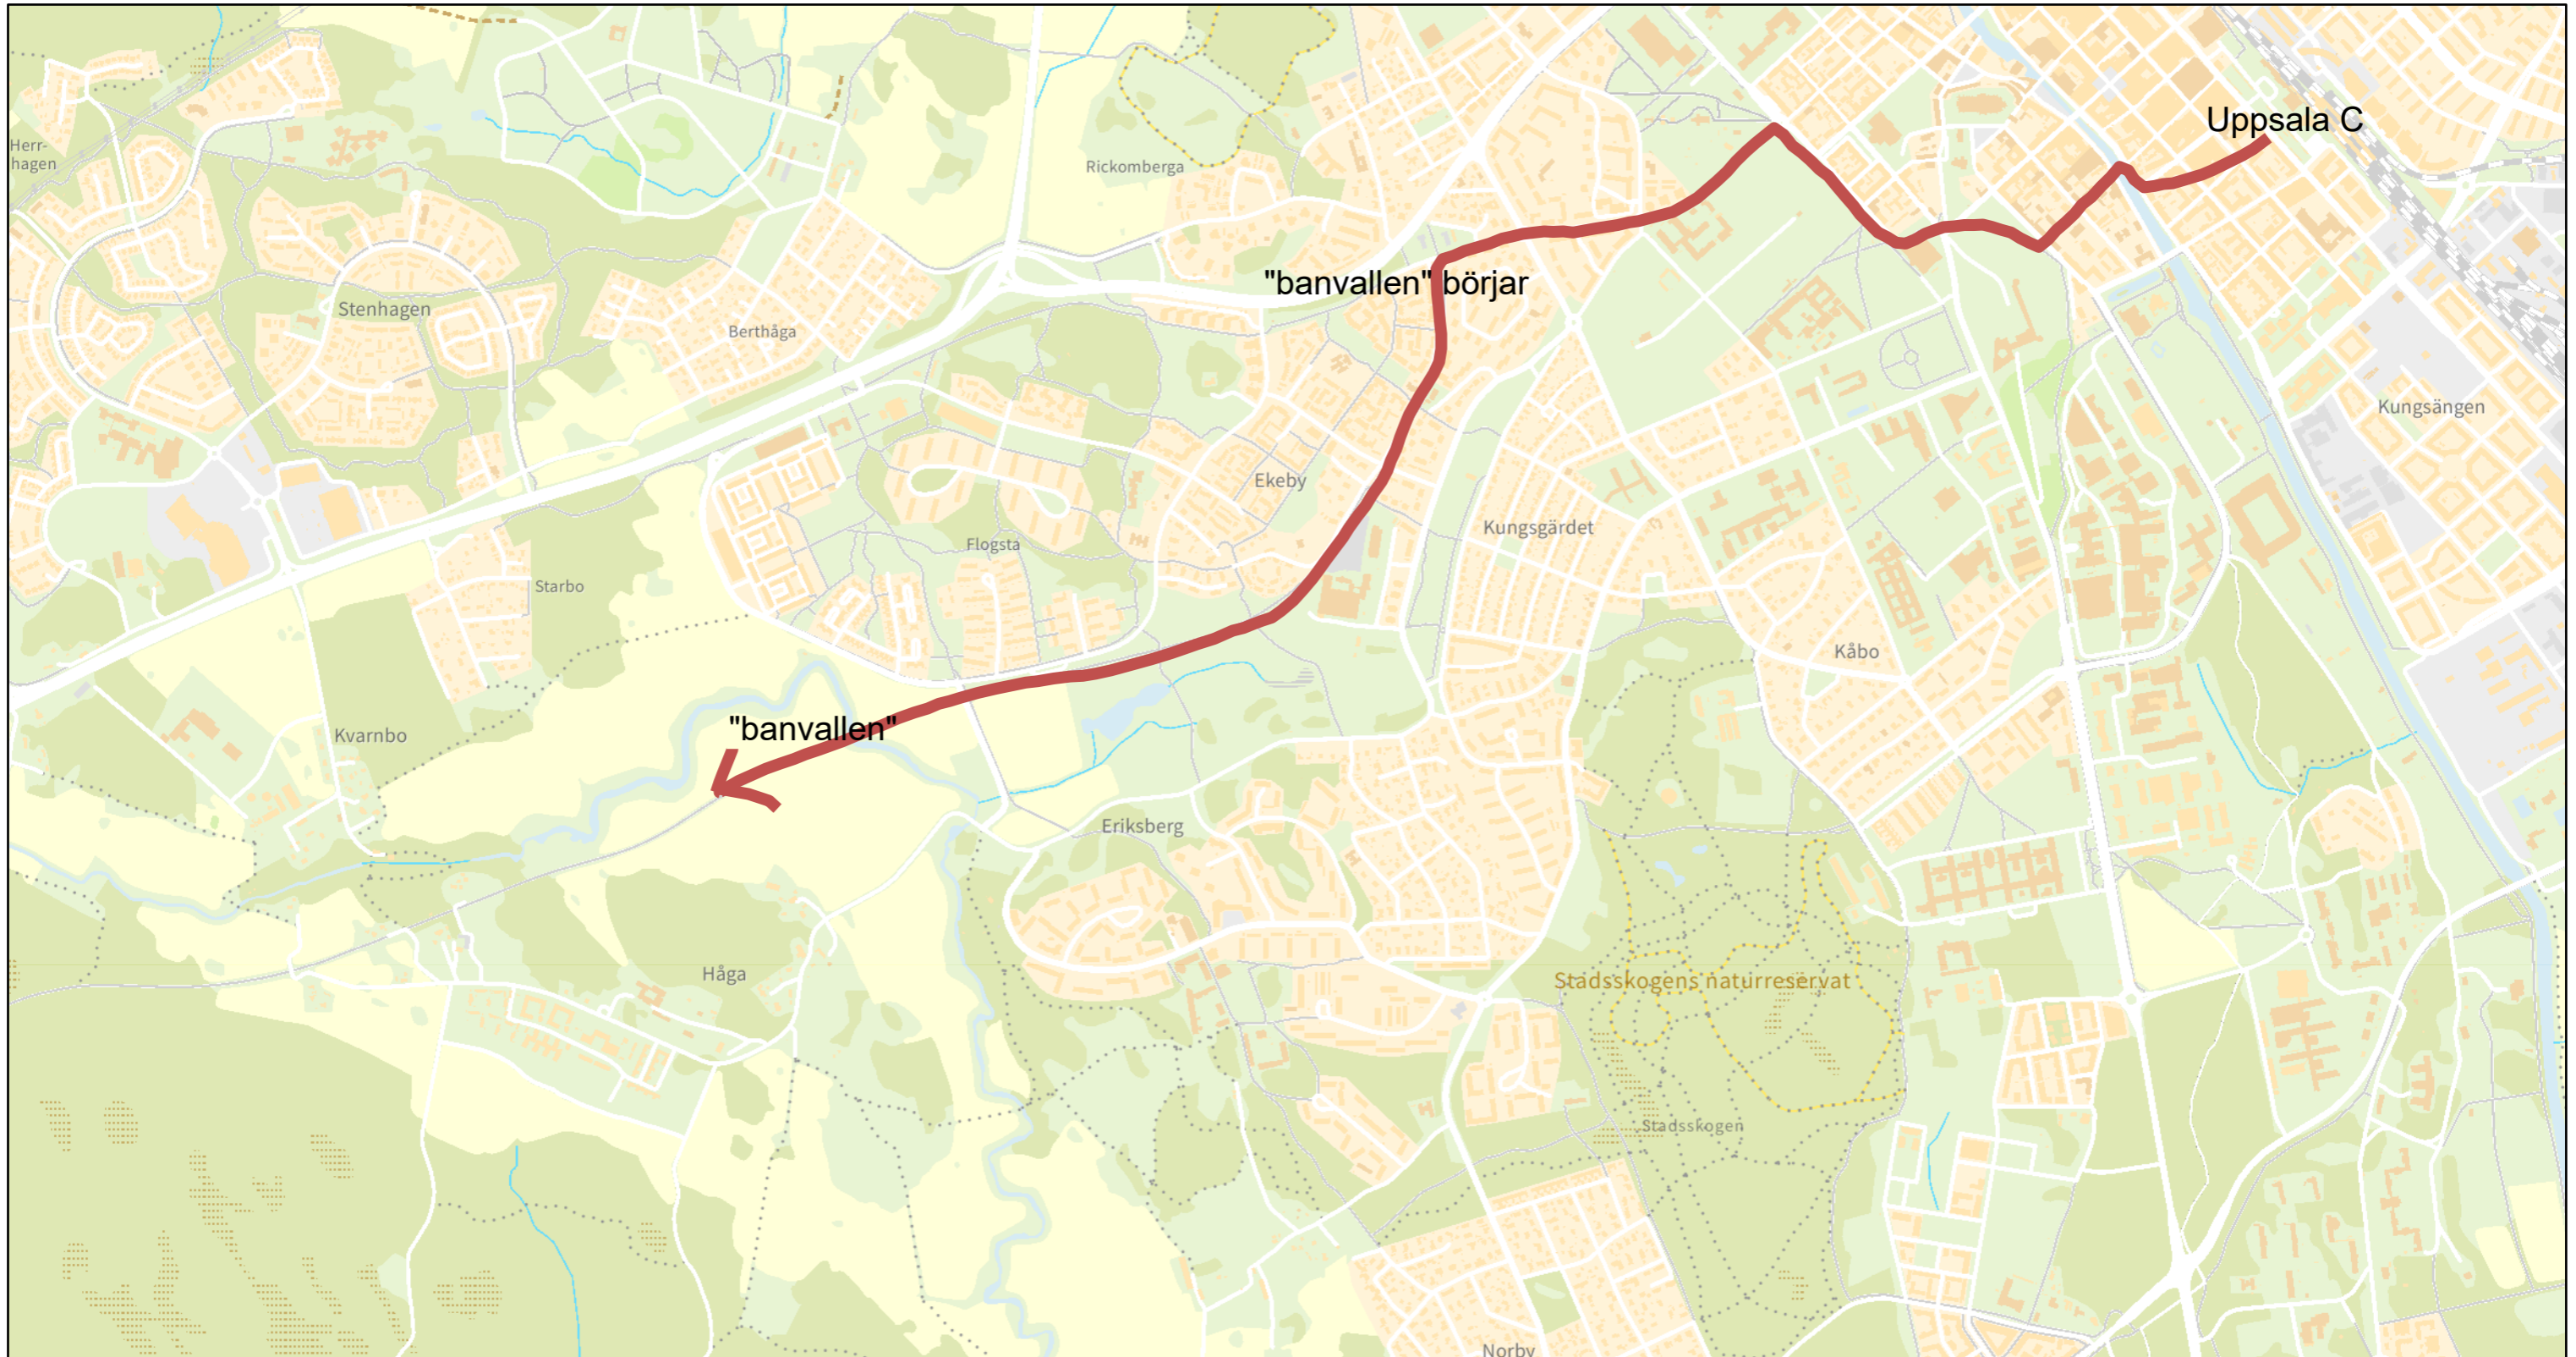 Uppsala C
Herr-
hagen
Rickomberga
"banvallen" börjar
Stenhagen
Berthåga
Kungsängen
Ekeby
Kungsgärdet
Flogsta
Starbo
Kåbo
"banvallen"
Kvarnbo
Eriksberg
Håga
Stadsskogens naturreservat
Stadsskogen
Norby